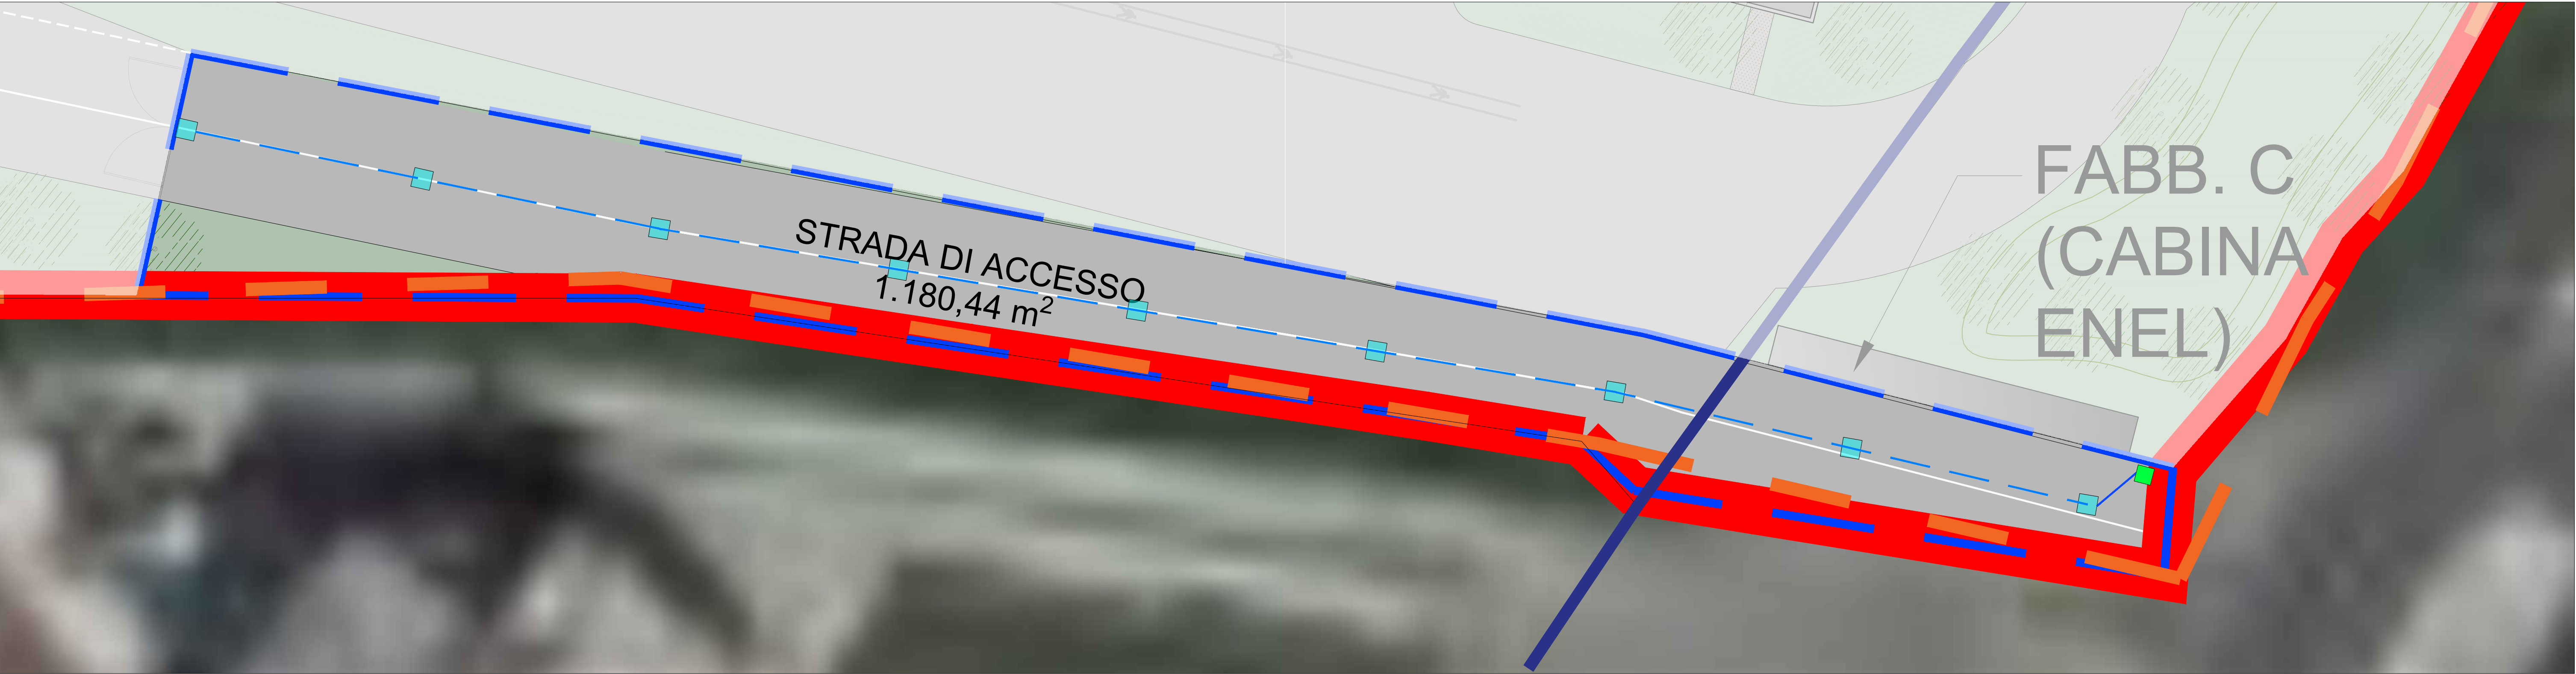 STRADA DI ACCESSO
1.180,44 m²
FABB. C
(CABINA
ENEL)